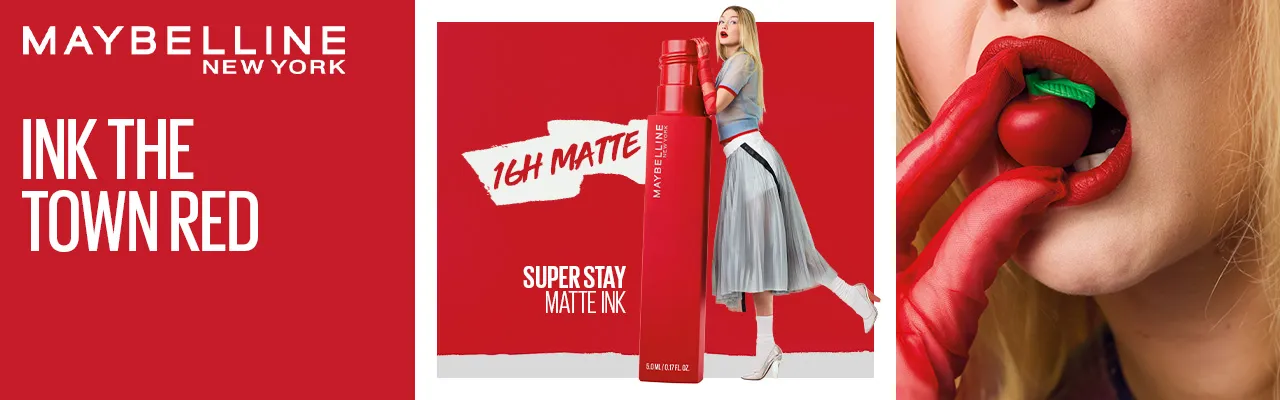 MAYBELLINE
NEW YORK
INK THE
TOWN RED
16H MATTE
SUPER STAY
MATTE INK
MAYBELLINE
NEW YORK
5.0 ML / 0.17 FL. OZ.